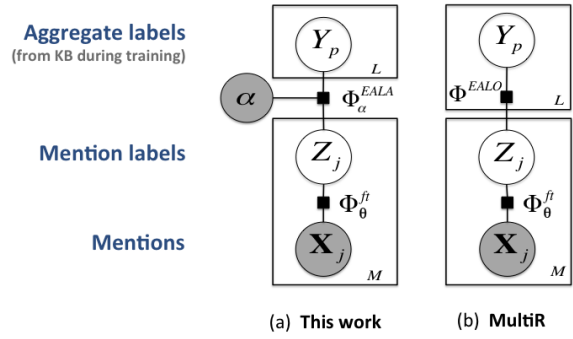 Aggregate labels
(from KB during training)
Y_p
L
α
Φ_α^{EALA}
Mention labels
Z_j
Φ_θ^{ft}
Mentions
X_j
M
(a) This work
Y_p
Φ^{EALO}
L
Z_j
Φ_θ^{ft}
X_j
M
(b) MultiR